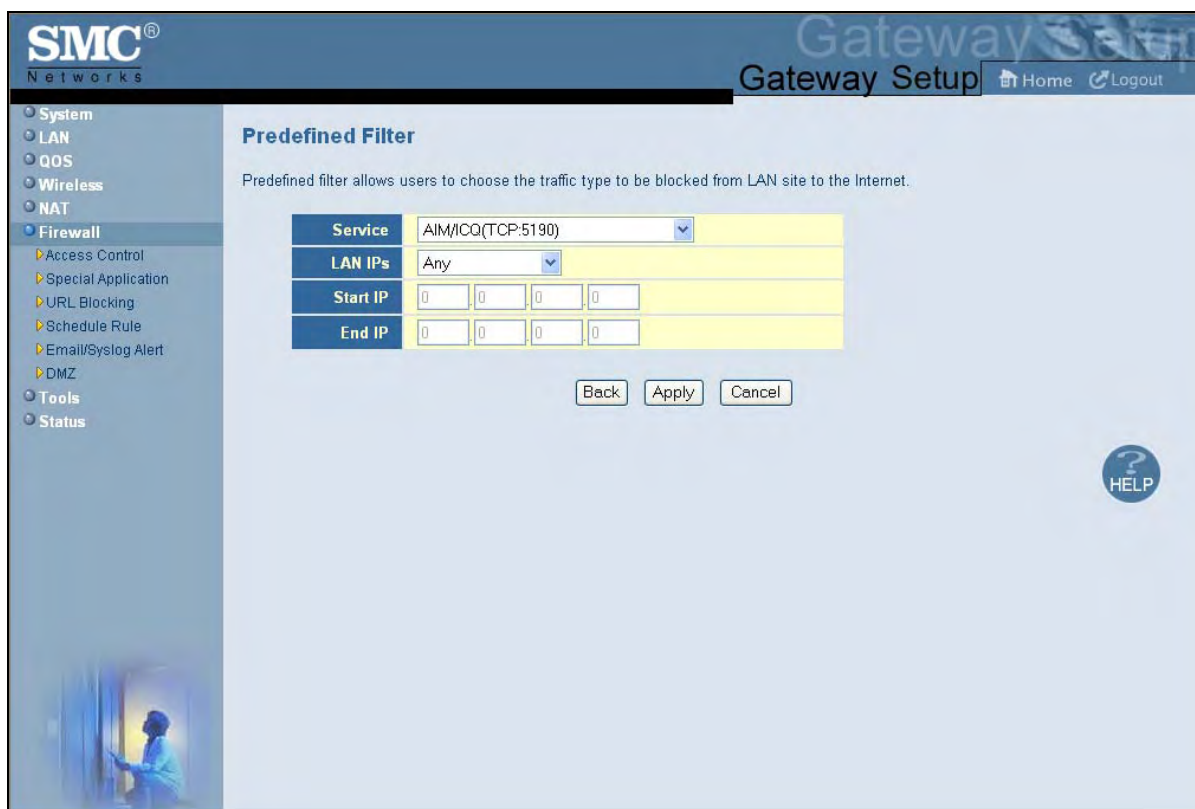 SMC®
Networks
Gateway Setup
Gateway Setup
Home
Logout
System
LAN
QOS
Wireless
NAT
Firewall
Access Control
Special Application
URL Blocking
Schedule Rule
Email/Syslog Alert
DMZ
Tools
Status
Predefined Filter
Predefined filter allows users to choose the traffic type to be blocked from LAN site to the Internet.
Service AIM/ICQ(TCP:5190)
LAN IPs Any
Start IP 0 . 0 . 0 . 0
End IP 0 . 0 . 0 . 0
Back Apply Cancel
?
HELP